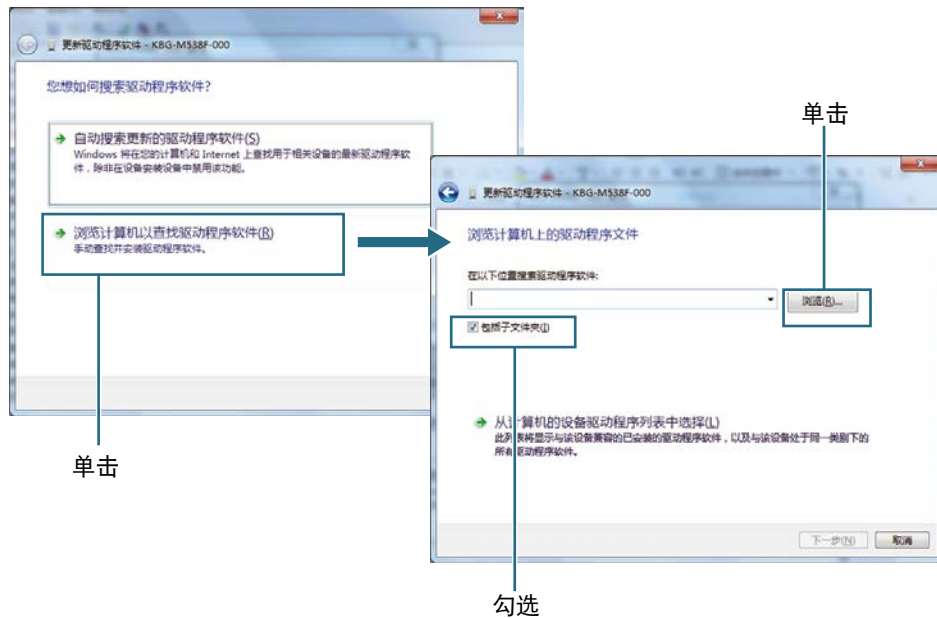 更新驱动程序软件 - KBG-M538F-000
您想如何搜索驱动程序软件?
自动搜索更新的驱动程序软件(S)
Windows 将在您的计算机和 Internet 上查找用于相关设备的最新驱动程序软
件，除非在设备安装设置中禁用该功能。
浏览计算机以查找驱动程序软件(R)
手动查找并安装驱动程序软件。
单击
单击
更新驱动程序软件 - KBG-M538F-000
浏览计算机上的驱动程序文件
在以下位置搜索驱动程序软件:
浏览(R)...
包括子文件夹(I)
从计算机的设备驱动程序列表中选择(L)
此列表将显示与该设备兼容的已安装的驱动程序软件，以及与该设备处于同一类别下的
所有驱动程序软件。
下一步(N)
取消
勾选